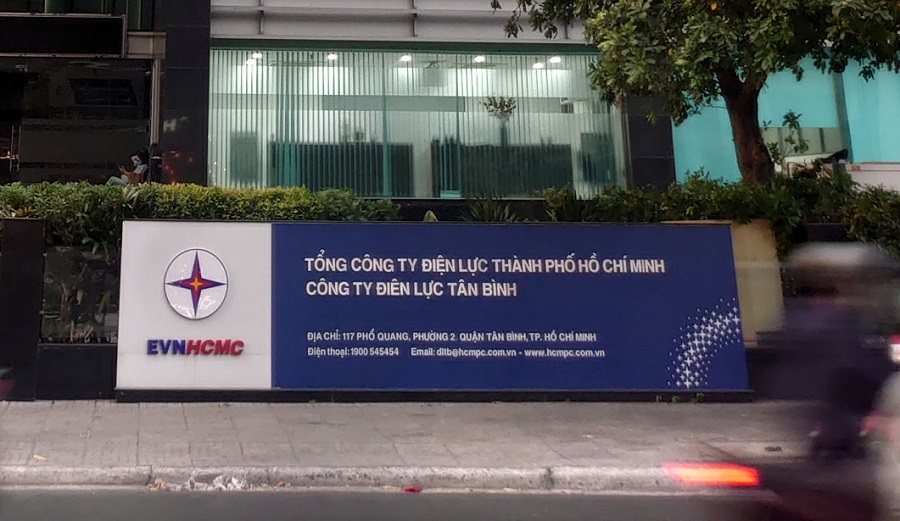 TỔNG CÔNG TY ĐIỆN LỰC THÀNH PHỐ HỒ CHÍ MINH
CÔNG TY ĐIÊN LỰC TÂN BÌNH
EVNHCMC
ĐỊA CHỈ: 117 PHỔ QUANG, PHƯỜNG 2. QUẬN TÂN BÌNH, TP. HỒ CHÍ MINH
Điện thoại: 1900 545454 Email: dltb@hcmpc.com.vn - www.hcmpc.com.vn